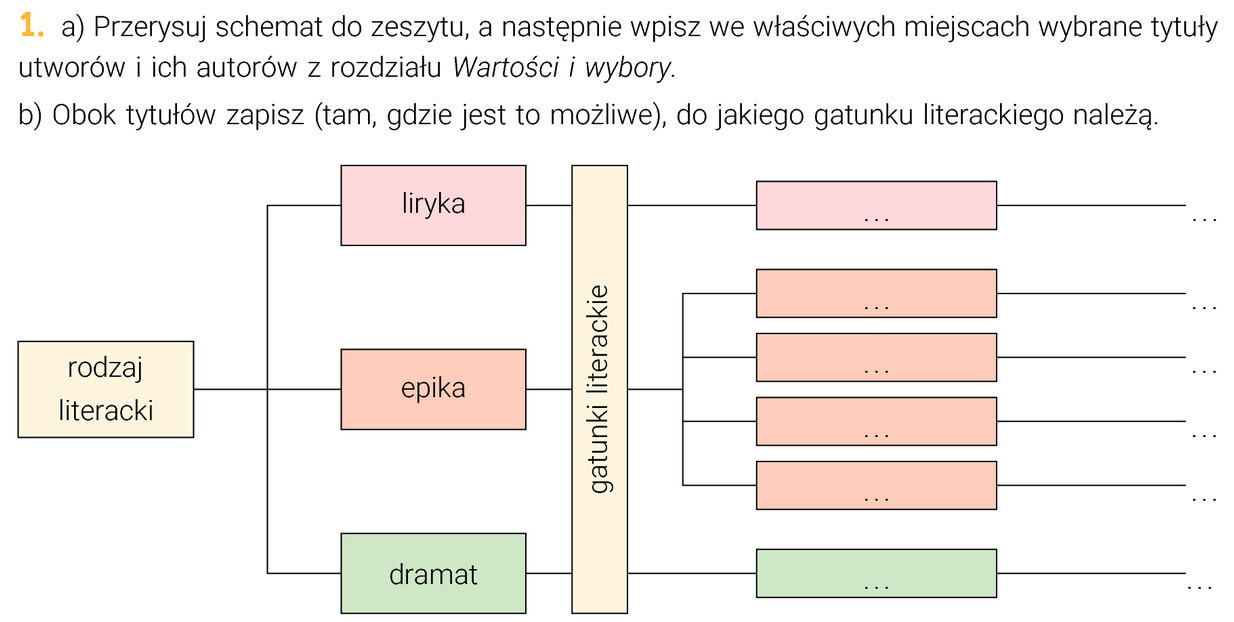 1. a) Przerysuj schemat do zeszytu, a następnie wpisz we właściwych miejscach wybrane tytuły
utworów i ich autorów z rozdziału Wartości i wybory.
b) Obok tytułów zapisz (tam, gdzie jest to możliwe), do jakiego gatunku literackiego należą.
liryka
... ...
... ...
rodzaj
literacki
epika
gatunki literackie
... ...
... ...
... ...
dramat
... ...